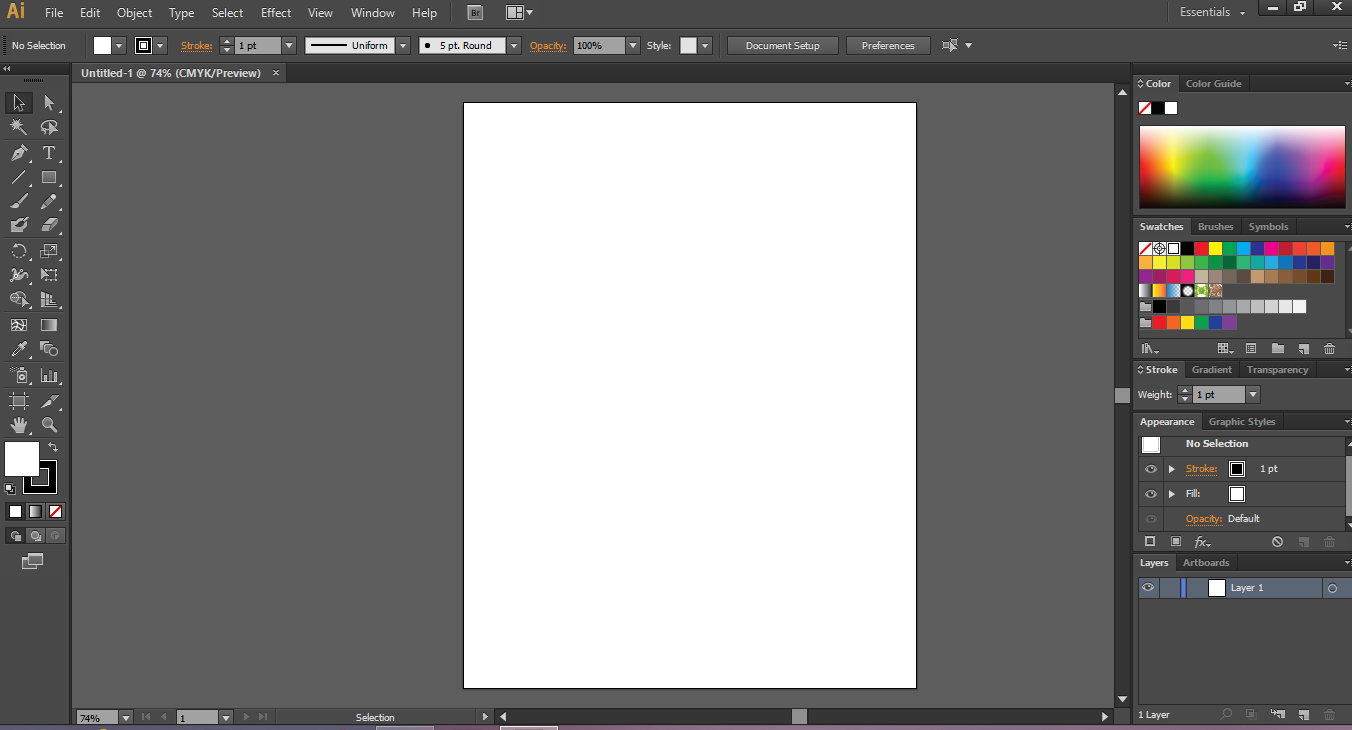 Ai File Edit Object Type Select Effect View Window Help Br Essentials
No Selection Stroke: 1 pt Uniform 5 pt. Round Opacity: 100% Style: Document Setup Preferences
Untitled-1 @ 74% (CMYK/Preview) ×
Color Color Guide
Swatches Brushes Symbols
Stroke Gradient Transparency
Weight: 1 pt
Appearance Graphic Styles
No Selection
Stroke: 1 pt
Fill:
Opacity: Default
fx
Layers Artboards
Layer 1
1 Layer
74% 1 Selection